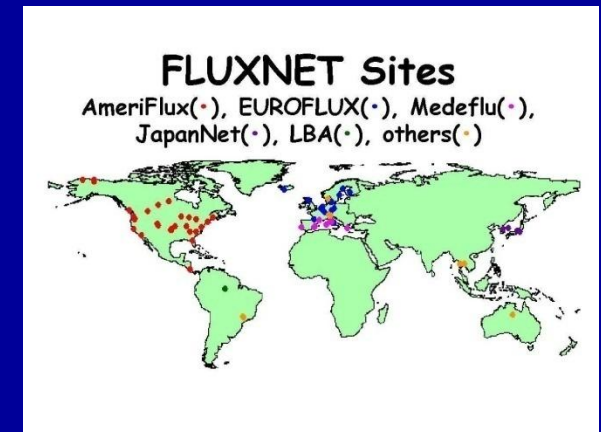 FLUXNET Sites
AmeriFlux(·), EUROFLUX(·), Medeflu(·),
JapanNet(·), LBA(·), others(·)